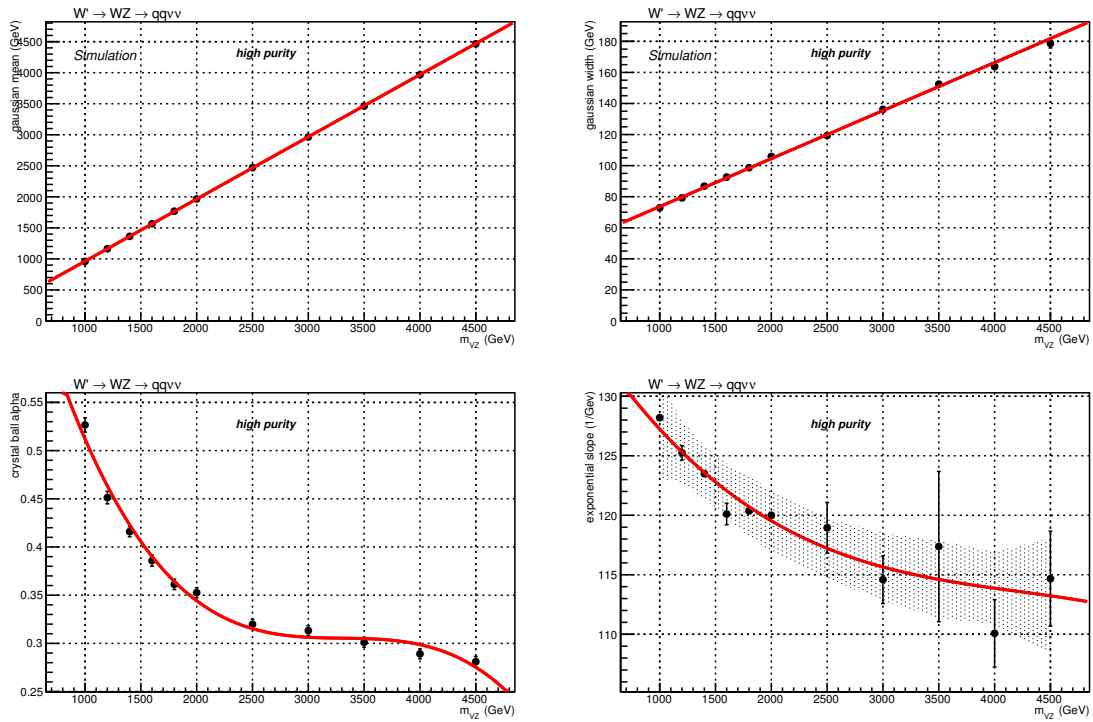 W' → WZ → qqνν
gaussian mean (GeV)
Simulation
high purity
4500
4000
3500
3000
2500
2000
1500
1000
500
0
1000 1500 2000 2500 3000 3500 4000 4500
m_VZ (GeV)
W' → WZ → qqνν
gaussian width (GeV)
Simulation
high purity
180
160
140
120
100
80
60
40
20
0
1000 1500 2000 2500 3000 3500 4000 4500
m_VZ (GeV)
W' → WZ → qqνν
crystal ball alpha
high purity
0.55
0.5
0.45
0.4
0.35
0.3
0.25
1000 1500 2000 2500 3000 3500 4000 4500
m_VZ (GeV)
W' → WZ → qqνν
exponential slope (1/Gev)
high purity
130
125
120
115
110
1000 1500 2000 2500 3000 3500 4000 4500
m_VZ (GeV)